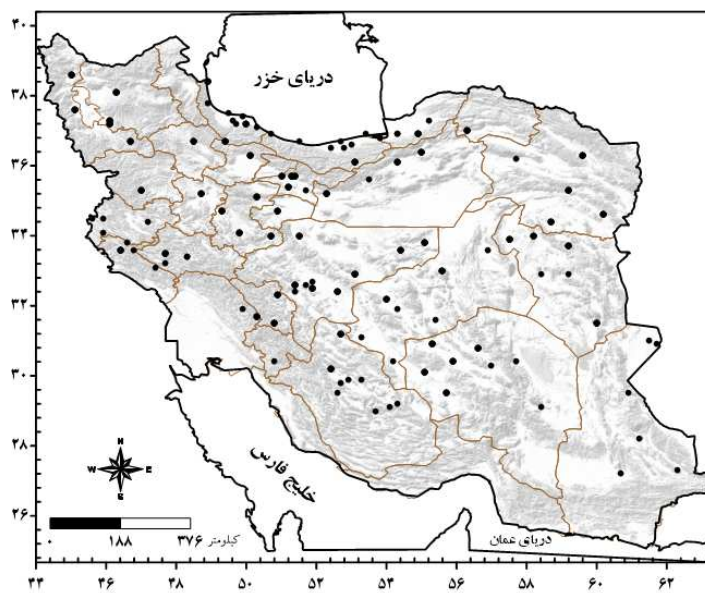 ۴۰
دریای خزر
۳۸
۳۶
۳۴
۳۲
۳۰
۲۸
۲۶
N
W E
S
خلیج فارس
دریای عمان
۰ ۱۸۸ ۳۷۶ کیلومتر
۴۴ ۴۶ ۴۸ ۵۰ ۵۲ ۵۴ ۵۶ ۵۸ ۶۰ ۶۲